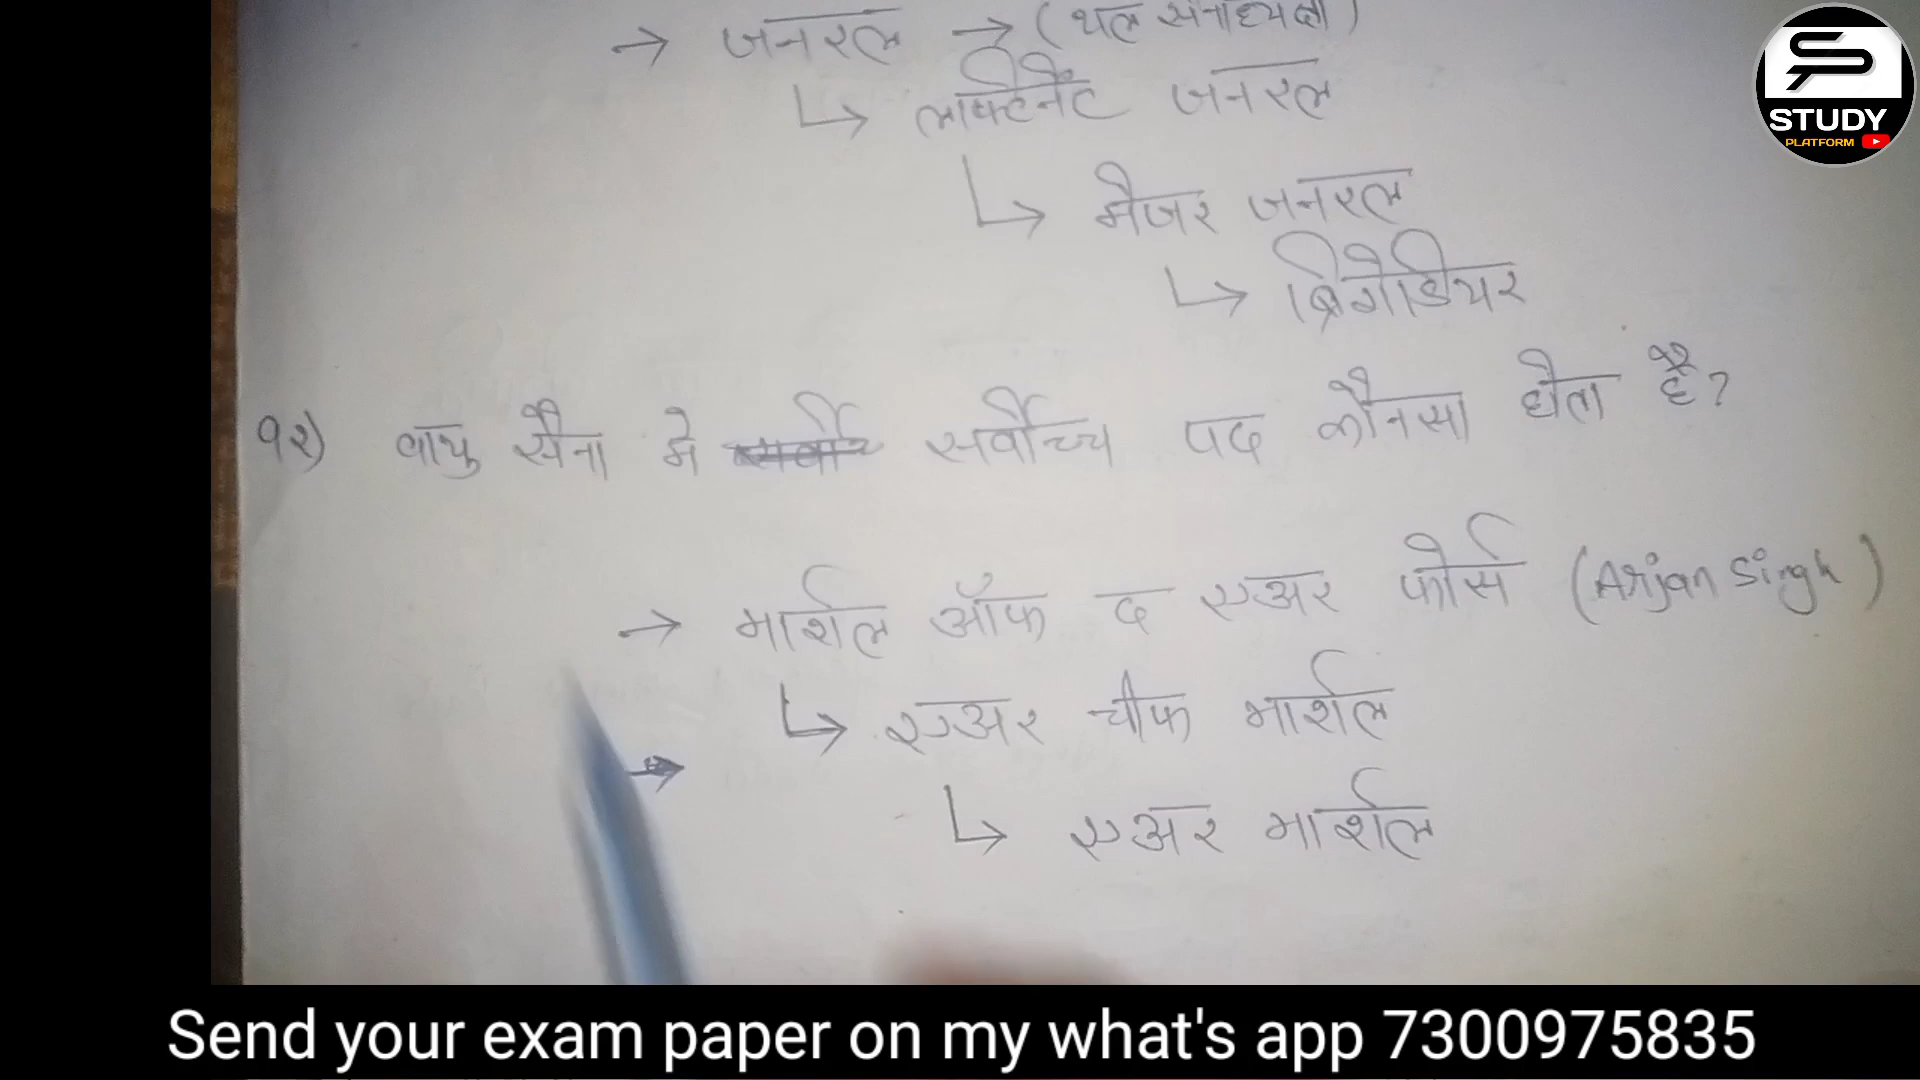 → जनरल → (थल सेनाध्यक्ष)
↳ लेफ्टिनेंट जनरल
↳ मेजर जनरल
↳ ब्रिगेडियर
१२) वायु सेना मे सर्वोच्च पद कौनसा होता है?
→ मार्शल ऑफ द एअर फोर्स (Arjan Singh)
↳ एअर चीफ मार्शल
↳ एअर मार्शल
SP
STUDY
PLATFORM
Send your exam paper on my what's app 7300975835